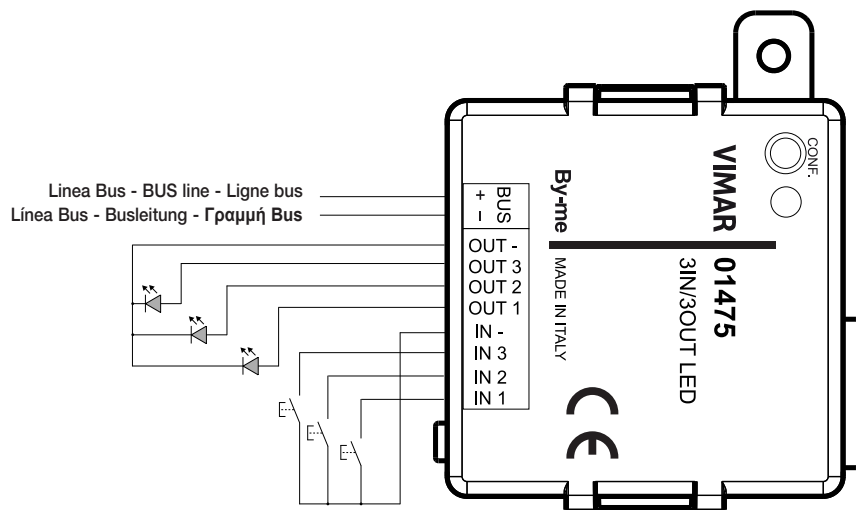 Linea Bus - BUS line - Ligne bus
Línea Bus - Busleitung - Γραμμή Bus
+ -
BUS
OUT -
OUT 3
OUT 2
OUT 1
IN -
IN 3
IN 2
IN 1
By-me
MADE IN ITALY
VIMAR 01475
3IN/3OUT LED
CONF.
CE